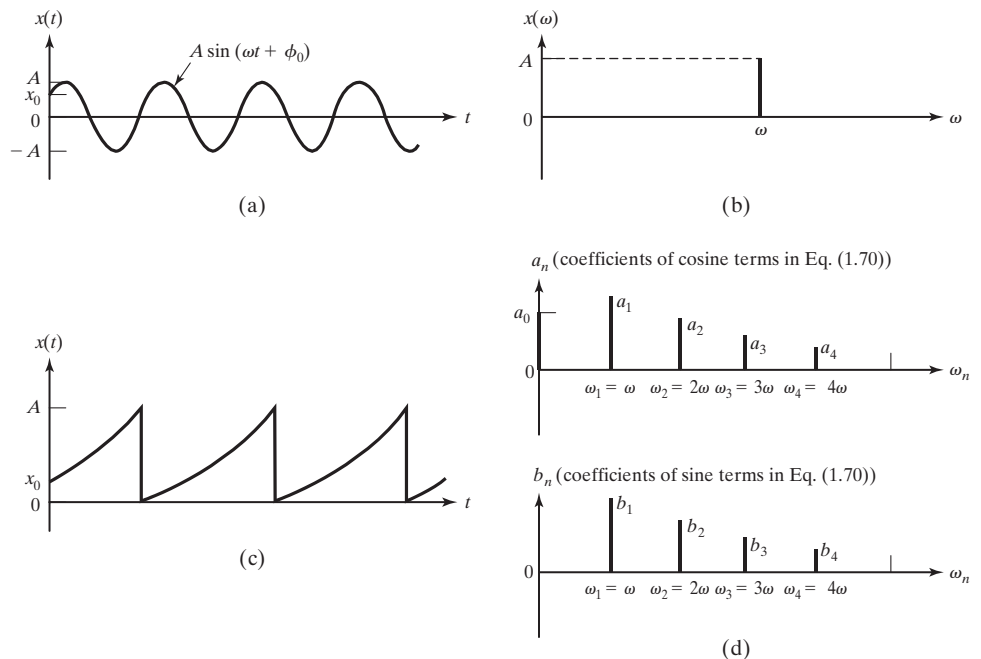 x(t)
A sin (ωt + ϕ₀)
A
x₀
0
t
− A
(a)
x(ω)
A
0
ω
ω
(b)
x(t)
A
x₀
0
t
(c)
aₙ (coefficients of cosine terms in Eq. (1.70))
a₀
a₁
a₂
a₃
a₄
0
ωₙ
ω₁ = ω ω₂ = 2ω ω₃ = 3ω ω₄ = 4ω
bₙ (coefficients of sine terms in Eq. (1.70))
b₁
b₂
b₃
b₄
0
ωₙ
ω₁ = ω ω₂ = 2ω ω₃ = 3ω ω₄ = 4ω
(d)